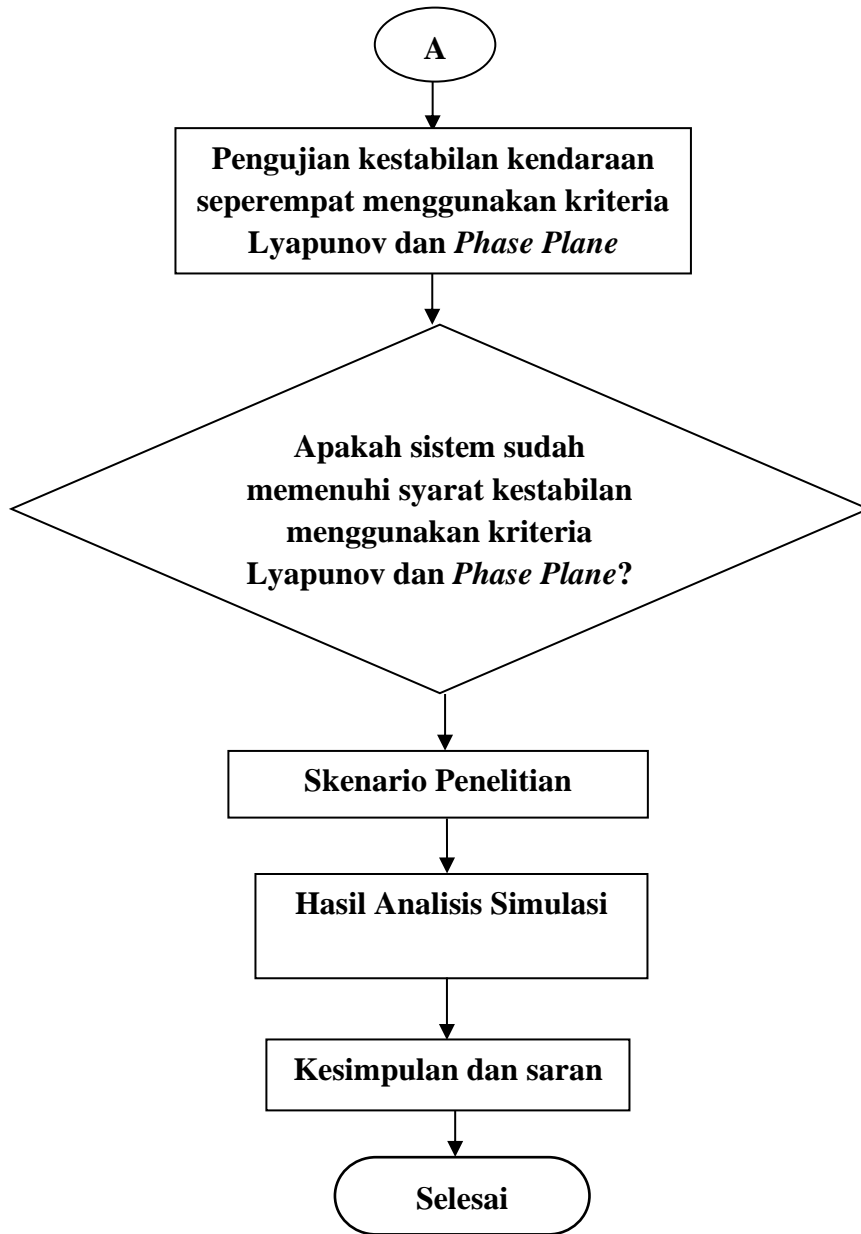 A
Pengujian kestabilan kendaraan
seperempat menggunakan kriteria
Lyapunov dan Phase Plane
Apakah sistem sudah
memenuhi syarat kestabilan
menggunakan kriteria
Lyapunov dan Phase Plane?
Skenario Penelitian
Hasil Analisis Simulasi
Kesimpulan dan saran
Selesai